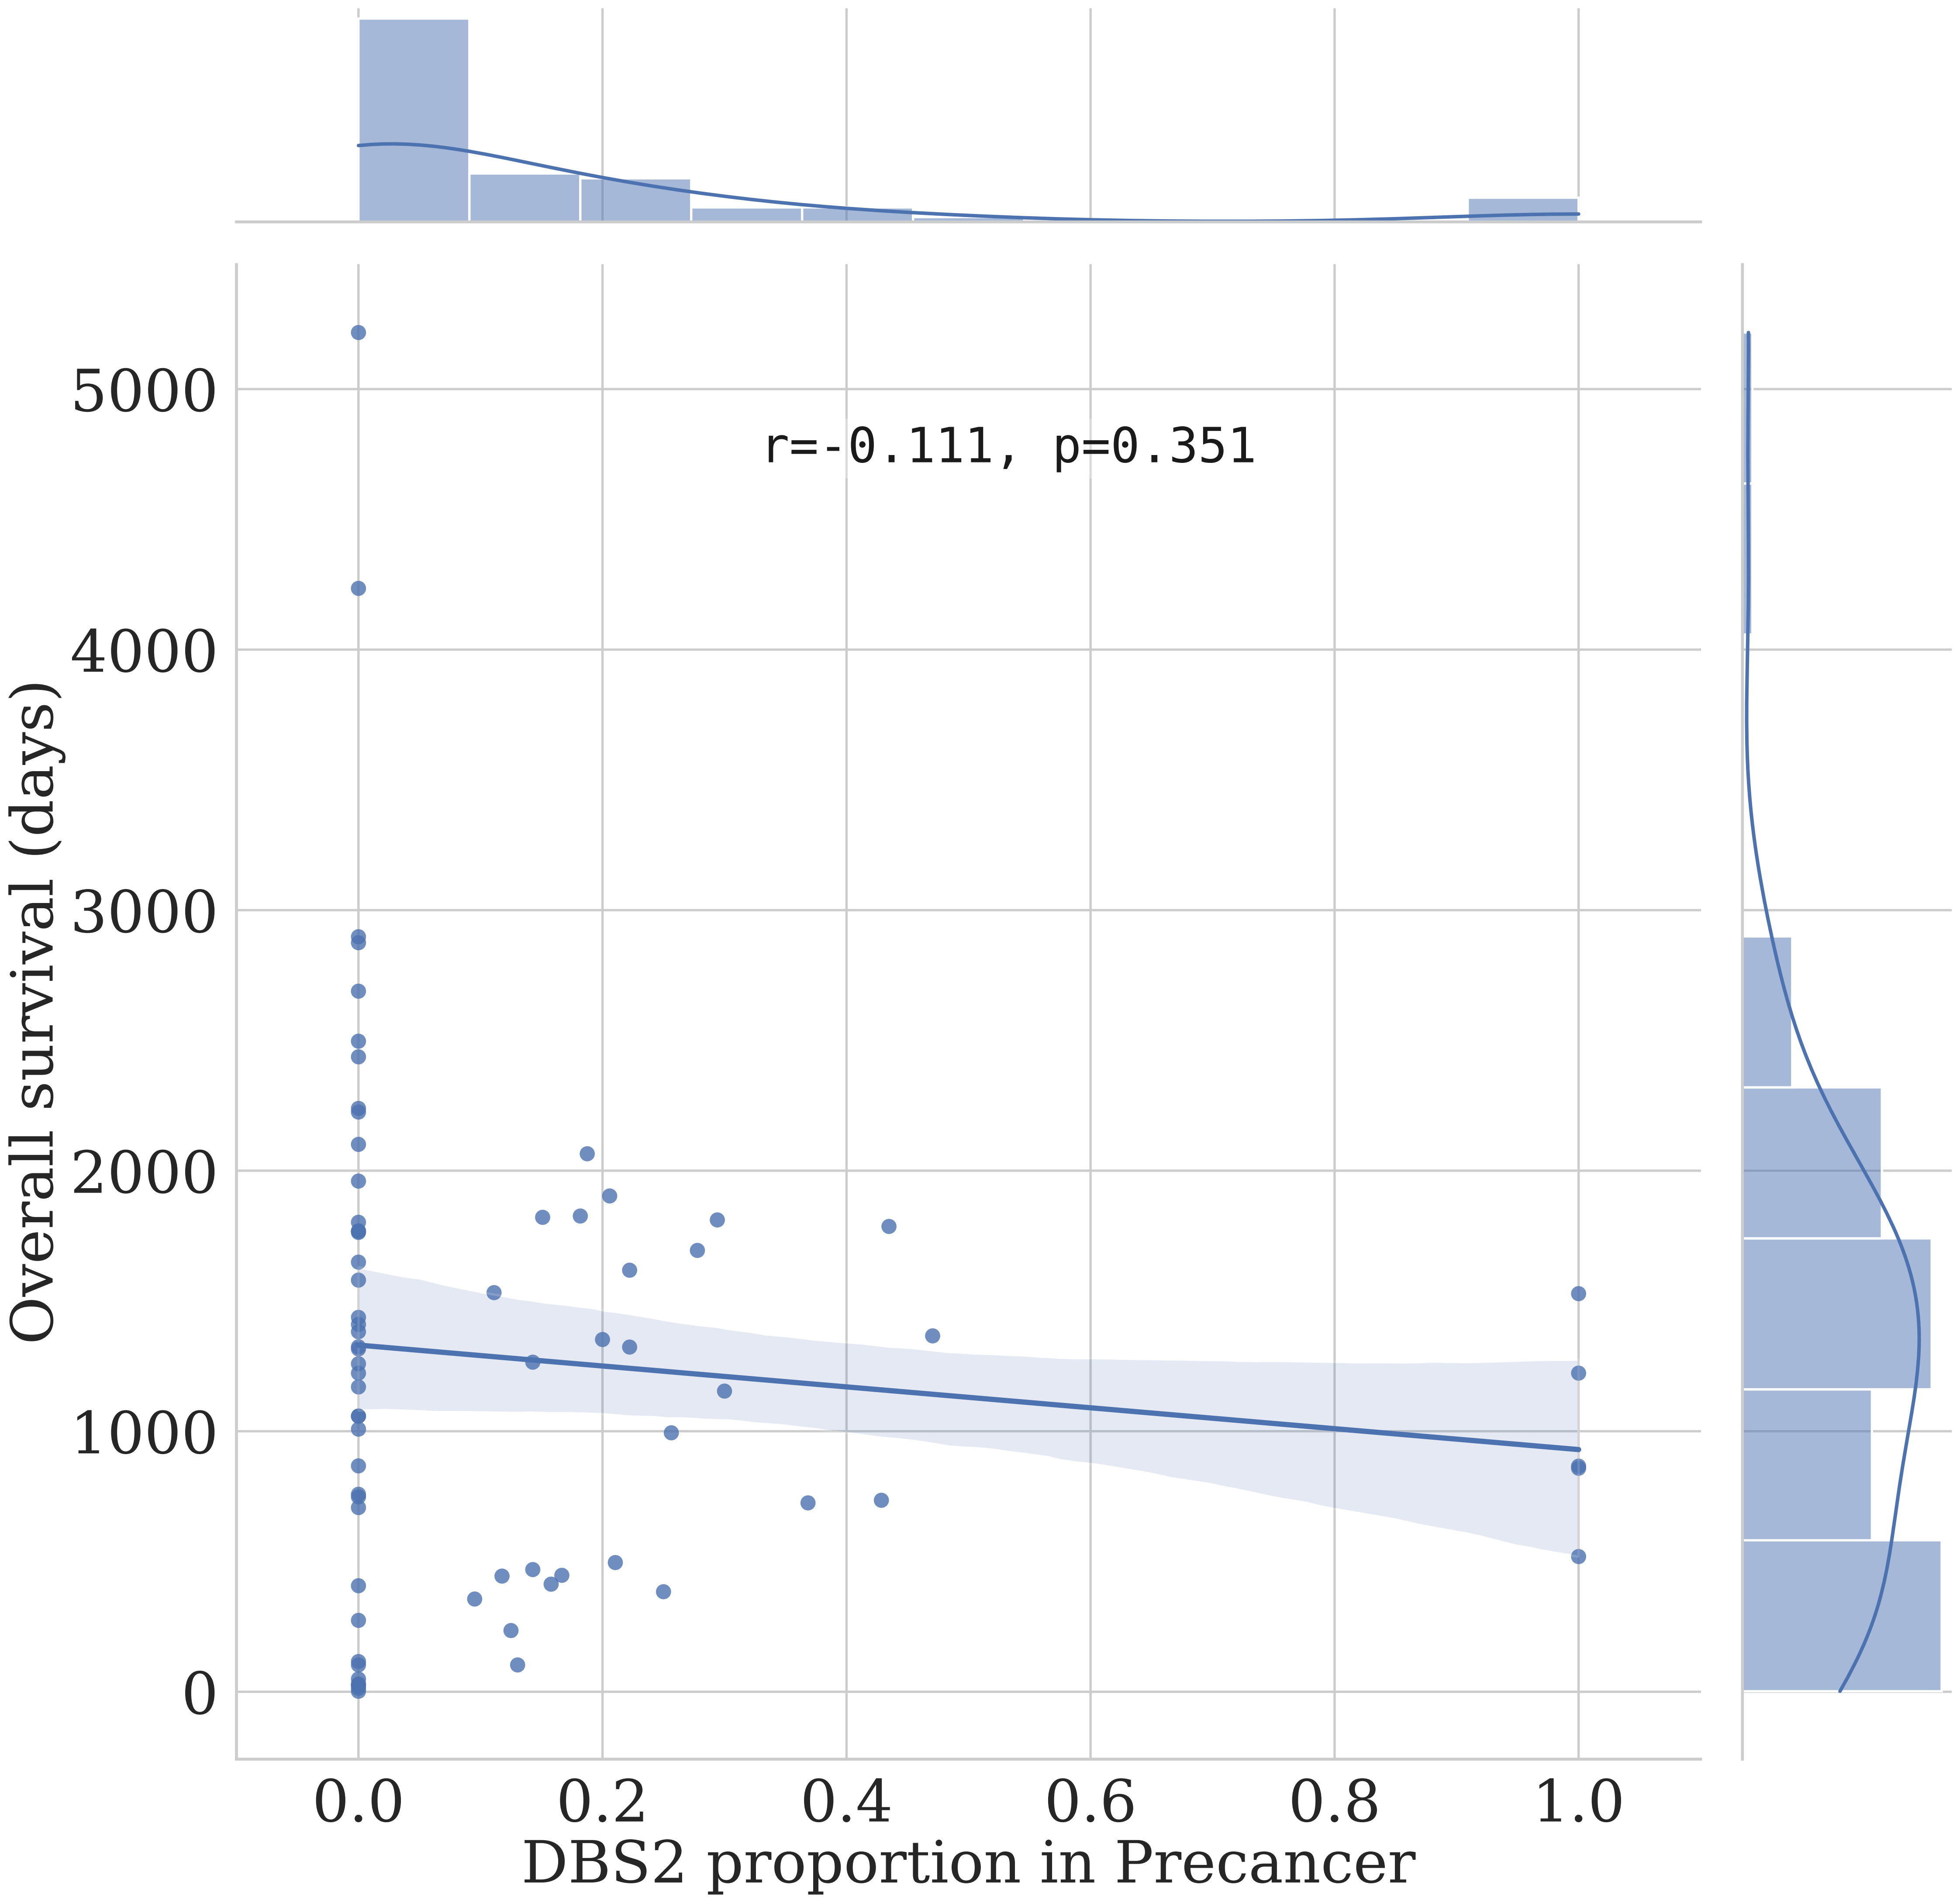 5000
r=-0.111, p=0.351
4000
3000
2000
1000
0
Overall survival (days)
0.0 0.2 0.4 0.6 0.8 1.0
DBS2 proportion in Precancer